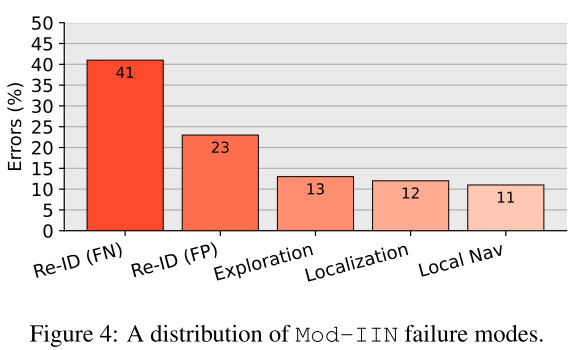 50
45
40
35
30
25
20
15
10
5
0
Errors (%)
41
23
13
12
11
Re-ID (FN)
Re-ID (FP)
Exploration
Localization
Local Nav
Figure 4: A distribution of Mod-IIN failure modes.